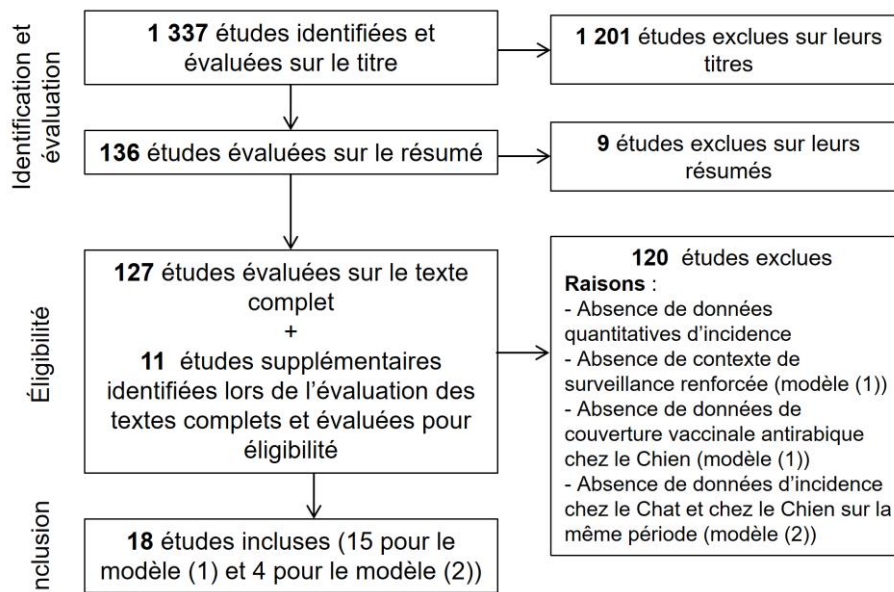 Identification et
évaluation
1 337 études identifiées et
évaluées sur le titre
1 201 études exclues sur leurs
titres
136 études évaluées sur le résumé
9 études exclues sur leurs
résumés
Éligibilité
127 études évaluées sur le texte
complet
+
11 études supplémentaires
identifiées lors de l’évaluation des
textes complets et évaluées pour
éligibilité
120 études exclues
Raisons :
- Absence de données
quantitatives d’incidence
- Absence de contexte de
surveillance renforcée (modèle (1))
- Absence de données de
couverture vaccinale antirabique
chez le Chien (modèle (1))
- Absence de données d’incidence
chez le Chat et chez le Chien sur la
même période (modèle (2))
nclusion
18 études incluses (15 pour le
modèle (1) et 4 pour le modèle (2))